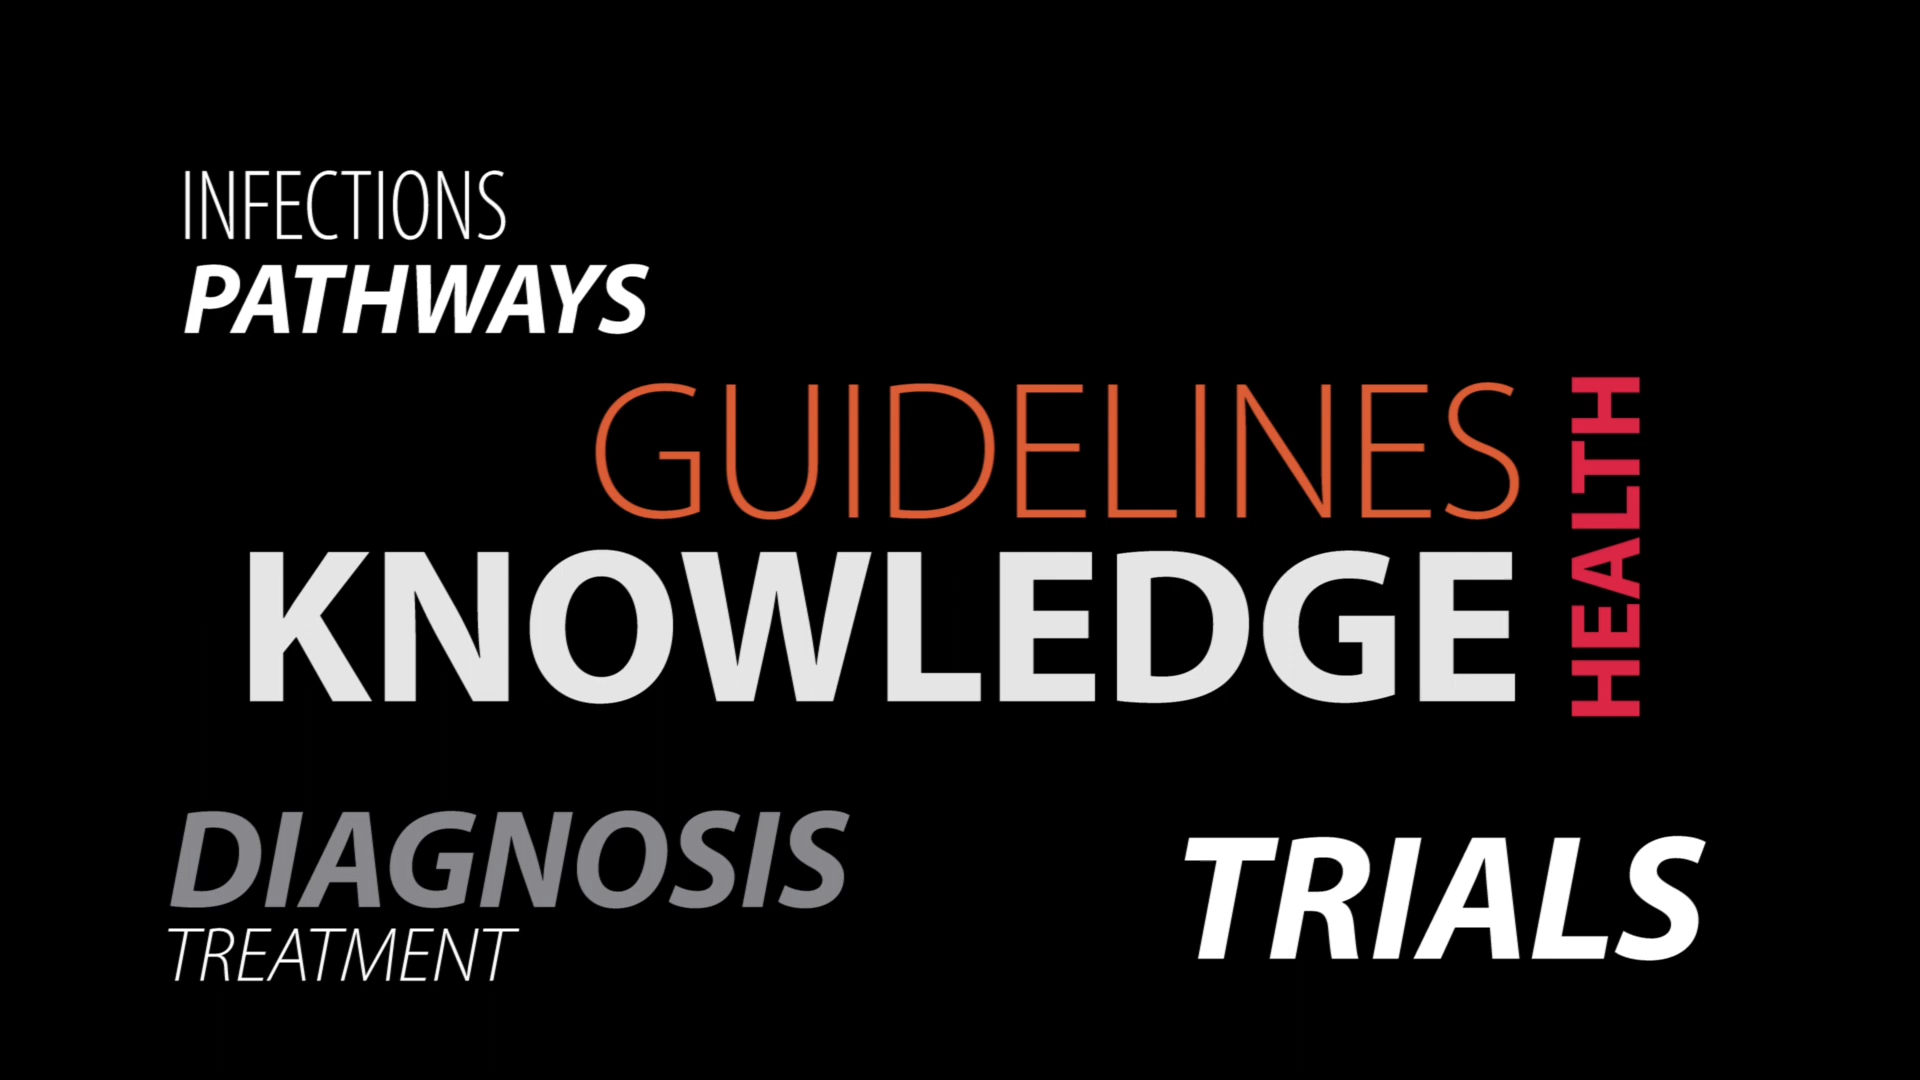 INFECTIONS
PATHWAYS
GUIDELINES
HEALTH
KNOWLEDGE
DIAGNOSIS
TREATMENT
TRIALS